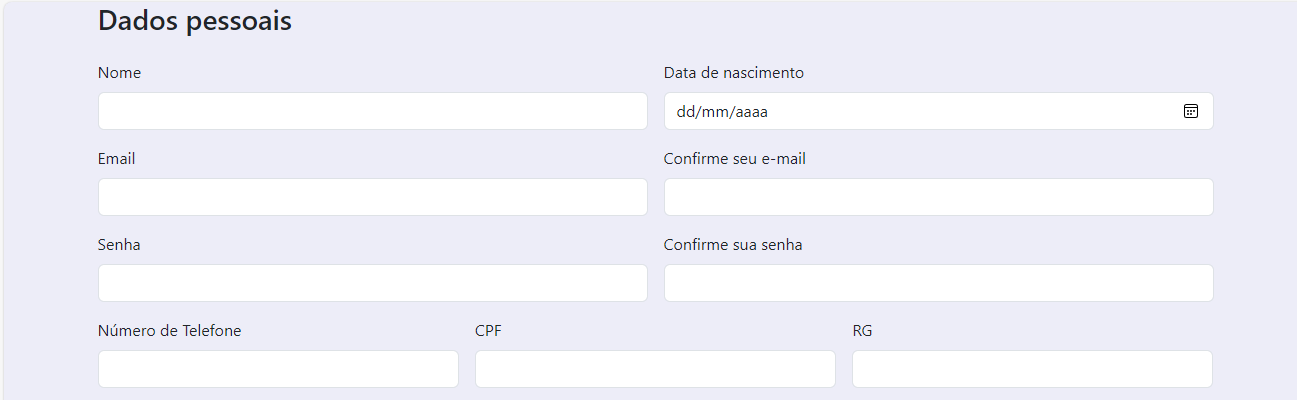 Dados pessoais
Nome Data de nascimento
dd/mm/aaaa
Email Confirme seu e-mail
Senha Confirme sua senha
Número de Telefone CPF RG